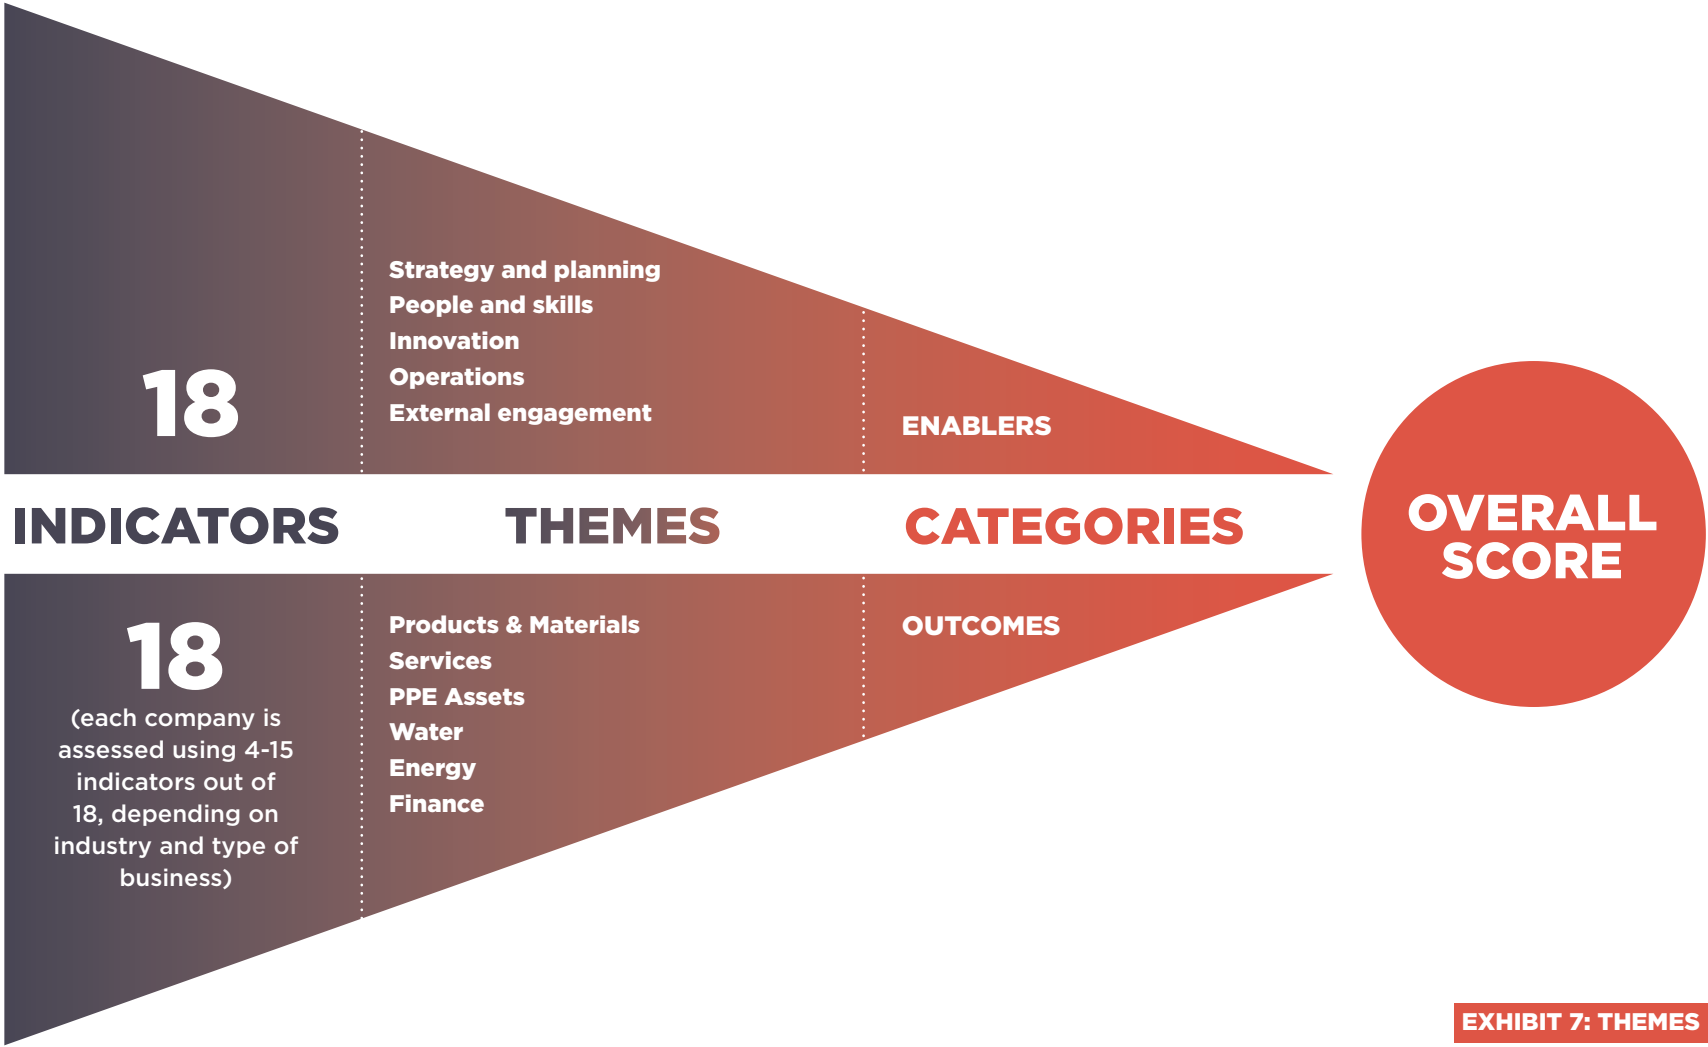 18
Strategy and planning
People and skills
Innovation
Operations
External engagement
ENABLERS
INDICATORS
THEMES
CATEGORIES
OVERALL
SCORE
18
(each company is
assessed using 4-15
indicators out of
18, depending on
industry and type of
business)
Products & Materials
Services
PPE Assets
Water
Energy
Finance
OUTCOMES
EXHIBIT 7: THEMES